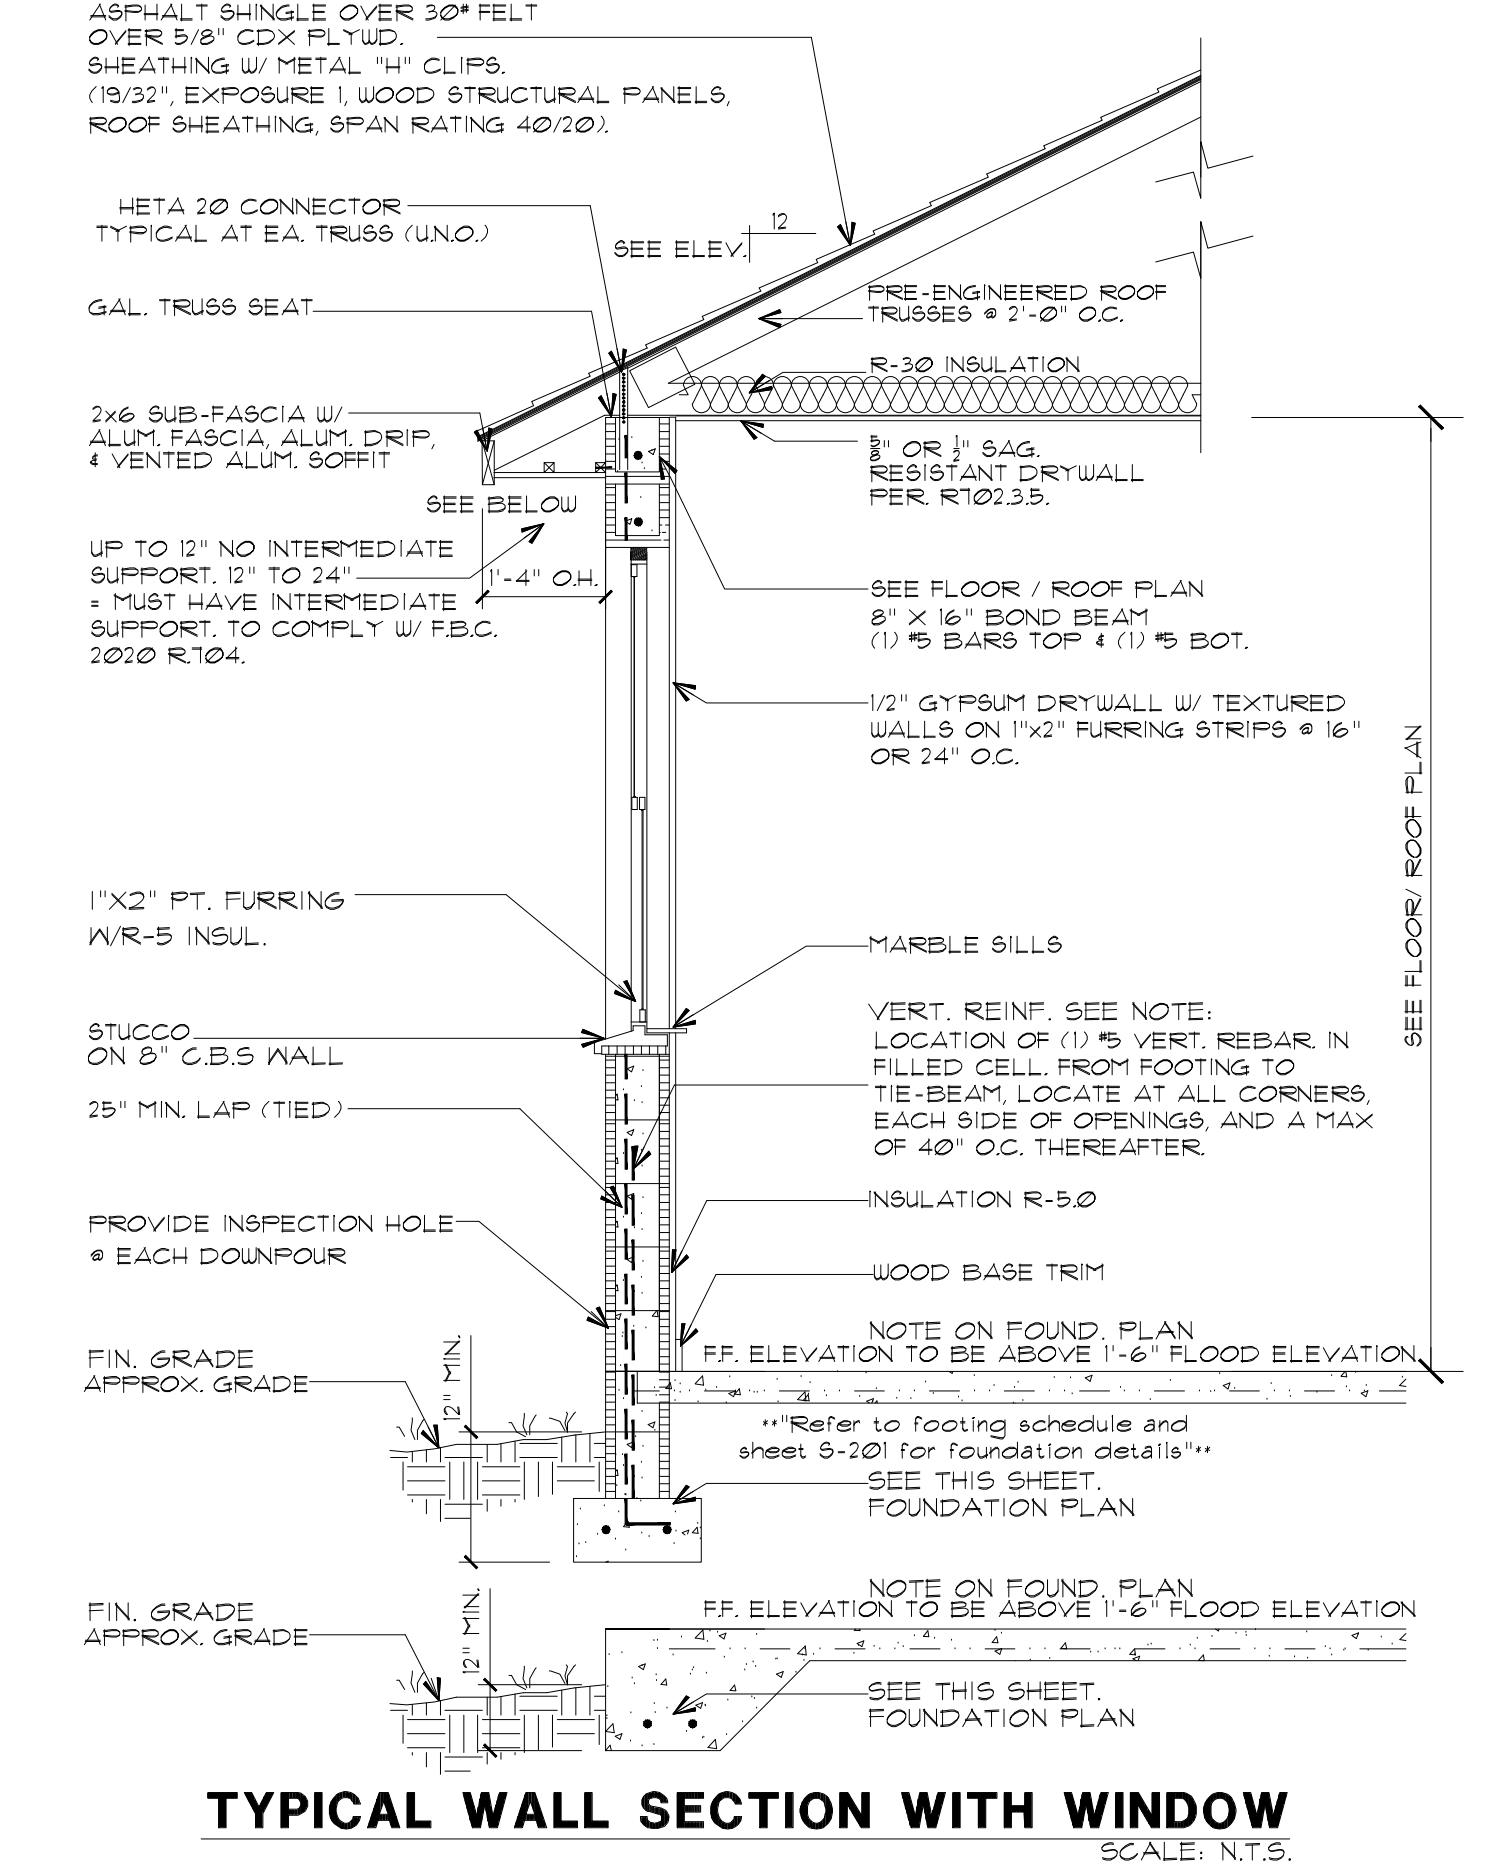 ASPHALT SHINGLE OVER 30# FELT
OVER 5/8" CDX PLYWD.
SHEATHING W/ METAL "H" CLIPS.
(19/32", EXPOSURE 1, WOOD STRUCTURAL PANELS,
ROOF SHEATHING, SPAN RATING 40/20).
HETA 20 CONNECTOR
TYPICAL AT EA. TRUSS (U.N.O.)
12
SEE ELEV.
GAL. TRUSS SEAT
PRE-ENGINEERED ROOF
TRUSSES @ 2'-0" O.C.
R-30 INSULATION
2x6 SUB-FASCIA W/
ALUM. FASCIA, ALUM. DRIP,
& VENTED ALUM. SOFFIT
5/8" OR 1/2" SAG.
RESISTANT DRYWALL
PER. R702.3.5.
SEE BELOW
UP TO 12" NO INTERMEDIATE
SUPPORT. 12" TO 24"
= MUST HAVE INTERMEDIATE
SUPPORT. TO COMPLY W/ F.B.C.
2020 R.704.
1'-4" O.H.
SEE FLOOR / ROOF PLAN
8" X 16" BOND BEAM
(1) #5 BARS TOP & (1) #5 BOT.
1/2" GYPSUM DRYWALL W/ TEXTURED
WALLS ON 1"x2" FURRING STRIPS @ 16"
OR 24" O.C.
SEE FLOOR/ ROOF PLAN
1"X2" PT. FURRING
W/R-5 INSUL.
MARBLE SILLS
STUCCO
ON 8" C.B.S WALL
VERT. REINF. SEE NOTE:
LOCATION OF (1) #5 VERT. REBAR. IN
FILLED CELL. FROM FOOTING TO
TIE-BEAM, LOCATE AT ALL CORNERS,
EACH SIDE OF OPENINGS, AND A MAX
OF 40" O.C. THEREAFTER.
25" MIN. LAP (TIED)
INSULATION R-5.0
PROVIDE INSPECTION HOLE
@ EACH DOWNPOUR
WOOD BASE TRIM
NOTE ON FOUND. PLAN
F.F. ELEVATION TO BE ABOVE 1'-6" FLOOD ELEVATION
FIN. GRADE
APPROX. GRADE
12" MIN.
**"Refer to footing schedule and
sheet S-201 for foundation details"**
SEE THIS SHEET.
FOUNDATION PLAN
NOTE ON FOUND. PLAN
F.F. ELEVATION TO BE ABOVE 1'-6" FLOOD ELEVATION
FIN. GRADE
APPROX. GRADE
12" MIN.
SEE THIS SHEET.
FOUNDATION PLAN
TYPICAL WALL SECTION WITH WINDOW
SCALE: N.T.S.